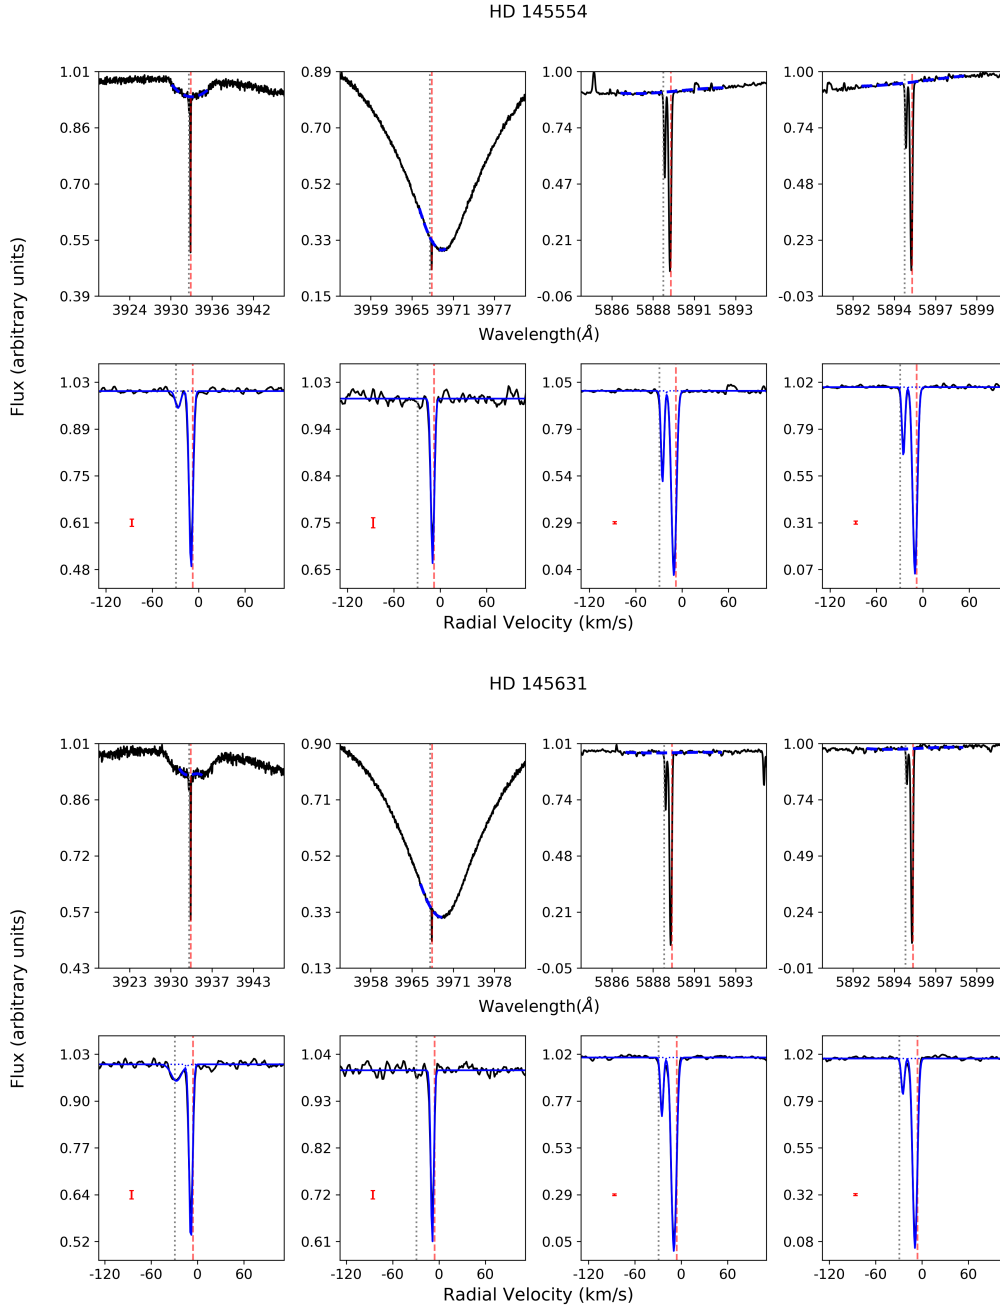 HD 145554
1.01 0.89 1.00 1.00
0.86 0.70 0.74 0.74
0.70 0.52 0.47 0.48
0.55 0.33 0.21 0.23
0.39 0.15 -0.06 -0.03
3924 3930 3936 3942 3959 3965 3971 3977 5886 5888 5891 5893 5892 5894 5897 5899
Wavelength(Å)
Flux (arbitrary units)
1.03 1.03 1.05 1.02
0.89 0.94 0.79 0.79
0.75 0.84 0.54 0.55
0.61 0.75 0.29 0.31
0.48 0.65 0.04 0.07
-120 -60 0 60 -120 -60 0 60 -120 -60 0 60 -120 -60 0 60
Radial Velocity (km/s)
HD 145631
1.01 0.90 1.01 1.00
0.86 0.71 0.74 0.74
0.72 0.52 0.48 0.49
0.57 0.33 0.21 0.24
0.43 0.13 -0.05 -0.01
3923 3930 3937 3943 3958 3965 3971 3978 5886 5888 5891 5893 5892 5894 5897 5899
Wavelength(Å)
Flux (arbitrary units)
1.03 1.04 1.02 1.02
0.90 0.93 0.77 0.79
0.77 0.82 0.53 0.55
0.64 0.72 0.29 0.32
0.52 0.61 0.05 0.08
-120 -60 0 60 -120 -60 0 60 -120 -60 0 60 -120 -60 0 60
Radial Velocity (km/s)